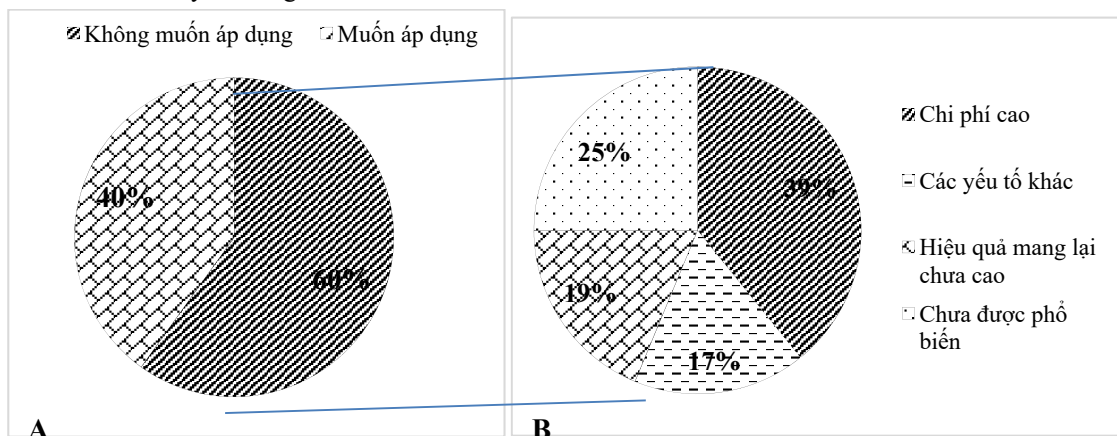 Không muốn áp dụng
Muốn áp dụng
40%
60%
A
25%
39%
19%
17%
Chi phí cao
Các yếu tố khác
Hiệu quả mang lại
chưa cao
Chưa được phổ
biến
B